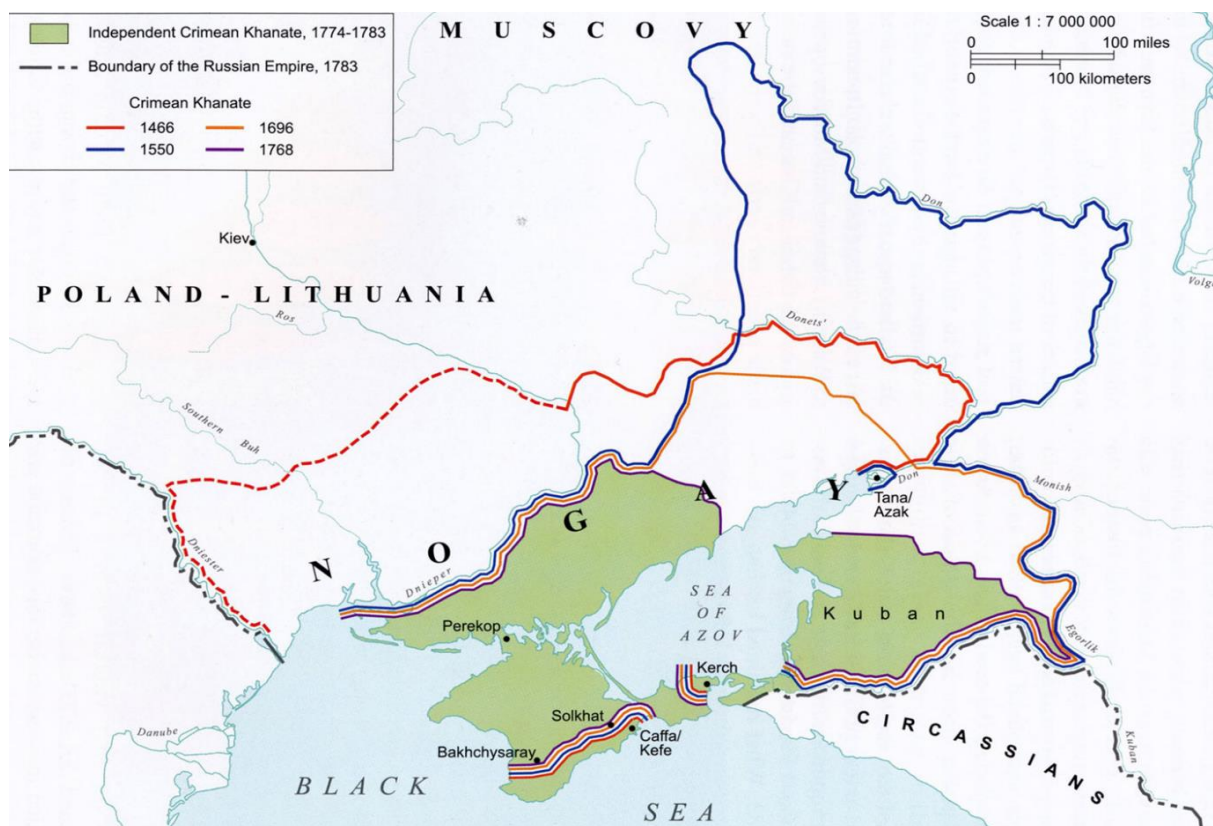 Independent Crimean Khanate, 1774-1783
Boundary of the Russian Empire, 1783
Crimean Khanate
1466
1696
1550
1768
MUSCOVY
Scale 1 : 7 000 000
0
100 miles
0
100 kilometers
Don
Kiev
Volga
POLAND - LITHUANIA
Ros
Donets'
Southern
Buh
Don
Monish
Tana/
Azak
NOGAY
Dniester
Dnieper
SEA
OF
AZOV
Kuban
Perekop
Egorlik
Kerch
Solkhat
Caffa/
Kefe
CIRCASSIANS
Danube
Bakhchysaray
Kuban
BLACK
SEA